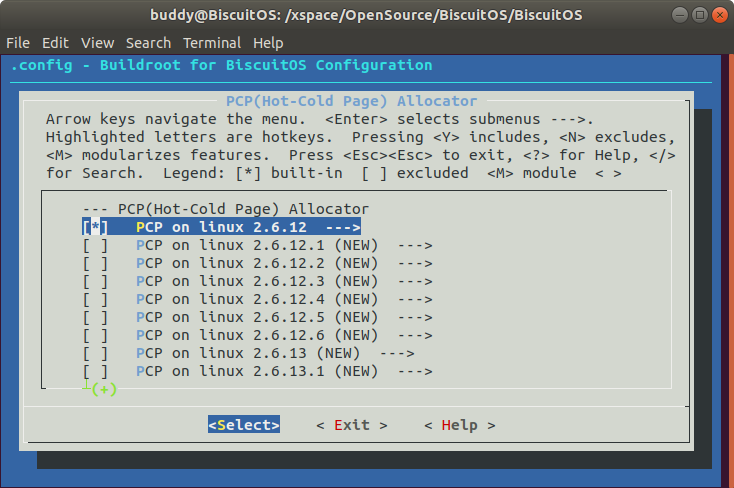 buddy@BiscuitOS: /xspace/OpenSource/BiscuitOS/BiscuitOS
File Edit View Search Terminal Help
.config - Buildroot for BiscuitOS Configuration
PCP(Hot-Cold Page) Allocator
Arrow keys navigate the menu. <Enter> selects submenus --->.
Highlighted letters are hotkeys. Pressing <Y> includes, <N> excludes,
<M> modularizes features. Press <Esc><Esc> to exit, <?> for Help, </>
for Search. Legend: [*] built-in [ ] excluded <M> module < >
--- PCP(Hot-Cold Page) Allocator
[*] PCP on linux 2.6.12 --->
[ ] PCP on linux 2.6.12.1 (NEW) --->
[ ] PCP on linux 2.6.12.2 (NEW) --->
[ ] PCP on linux 2.6.12.3 (NEW) --->
[ ] PCP on linux 2.6.12.4 (NEW) --->
[ ] PCP on linux 2.6.12.5 (NEW) --->
[ ] PCP on linux 2.6.12.6 (NEW) --->
[ ] PCP on linux 2.6.13 (NEW) --->
[ ] PCP on linux 2.6.13.1 (NEW) --->
(+)
<Select> < Exit > < Help >